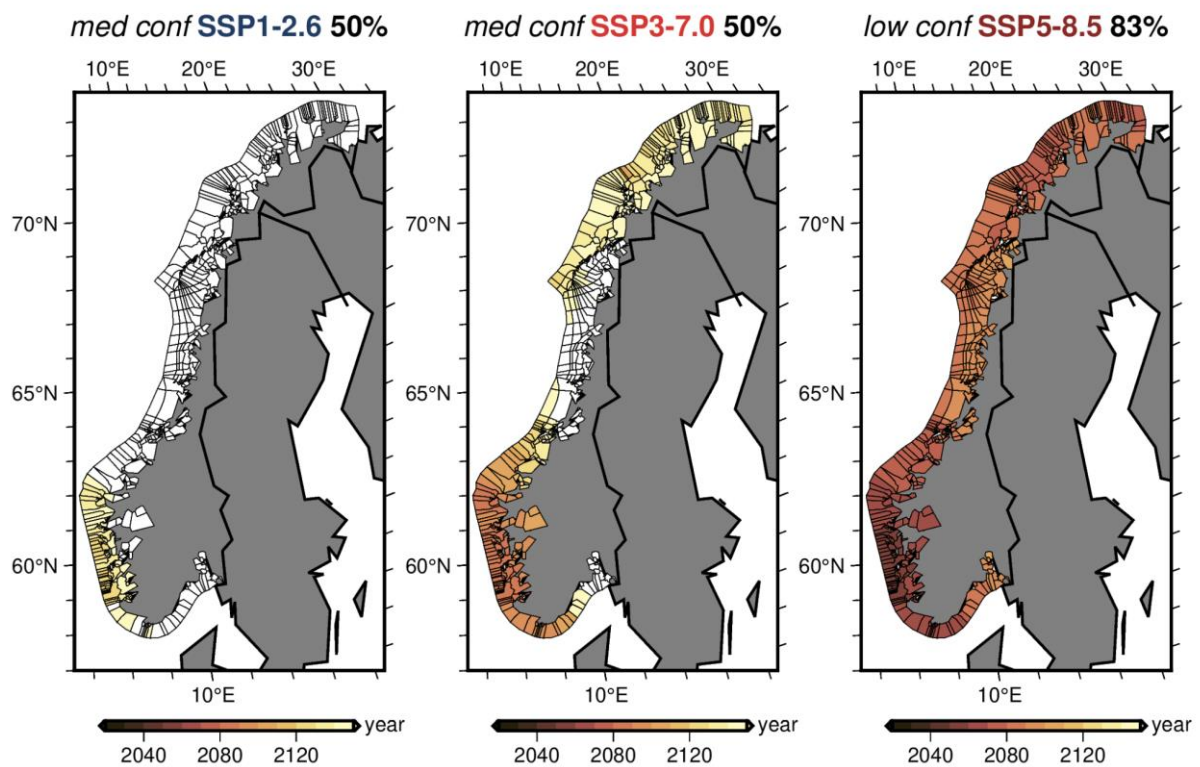 med conf SSP1-2.6 50% med conf SSP3-7.0 50% low conf SSP5-8.5 83%
10°E 20°E 30°E 10°E 20°E 30°E 10°E 20°E 30°E
70°N 70°N 70°N
65°N 65°N 65°N
60°N 60°N 60°N
10°E 10°E 10°E
year year year
2040 2080 2120 2040 2080 2120 2040 2080 2120